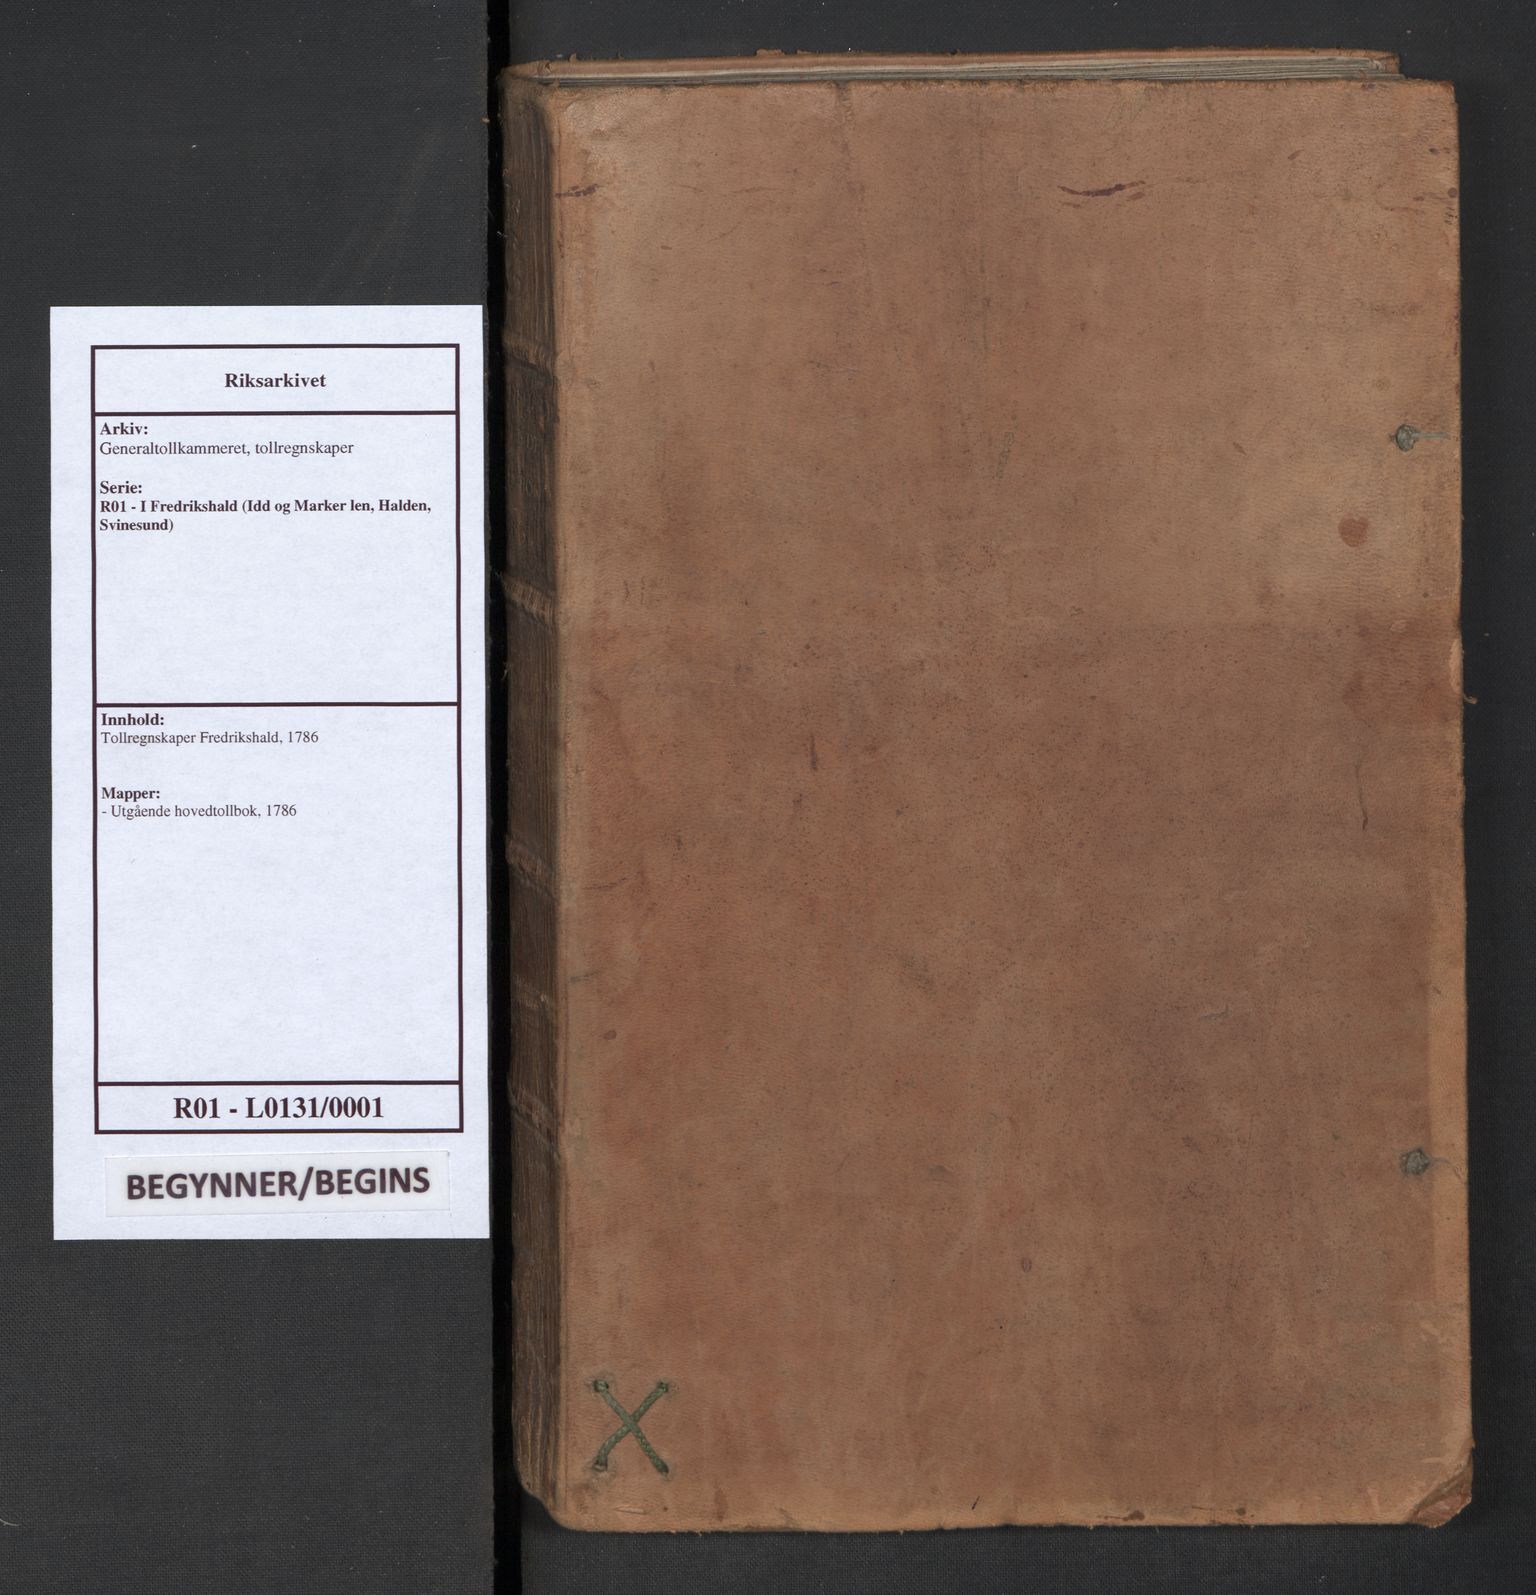 Riksarkivet
Arkiv:
Generaltollkammeret, tollregnskaper
Serie:
R01 - I Fredrikshald (Idd og Marker len, Halden,
Svinesund)
Innhold:
Tollregnskaper Fredrikshald, 1786
Mapper:
- Utgående hovedtollbok, 1786
R01 - L0131/0001
BEGYNNER/BEGINS